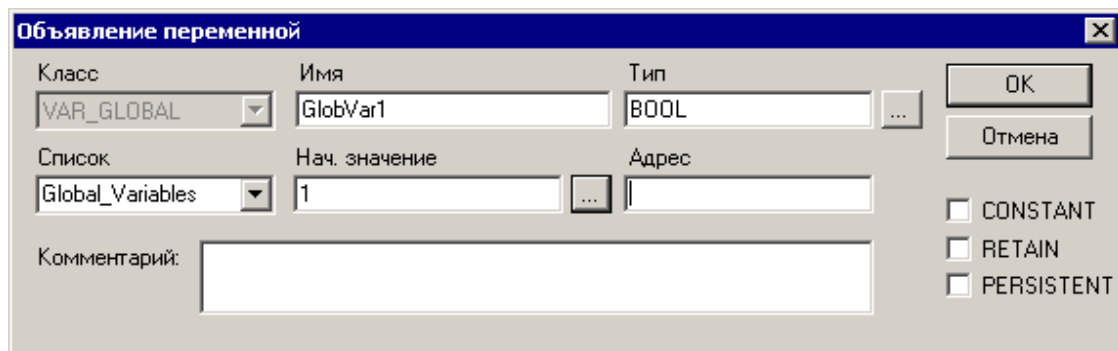 Объявление переменной
Класс Имя Тип
VAR_GLOBAL GlobVar1 BOOL ... OK
Отмена
Список Нач. значение Адрес
Global_Variables 1 ...
CONSTANT
RETAIN
PERSISTENT
Комментарий: